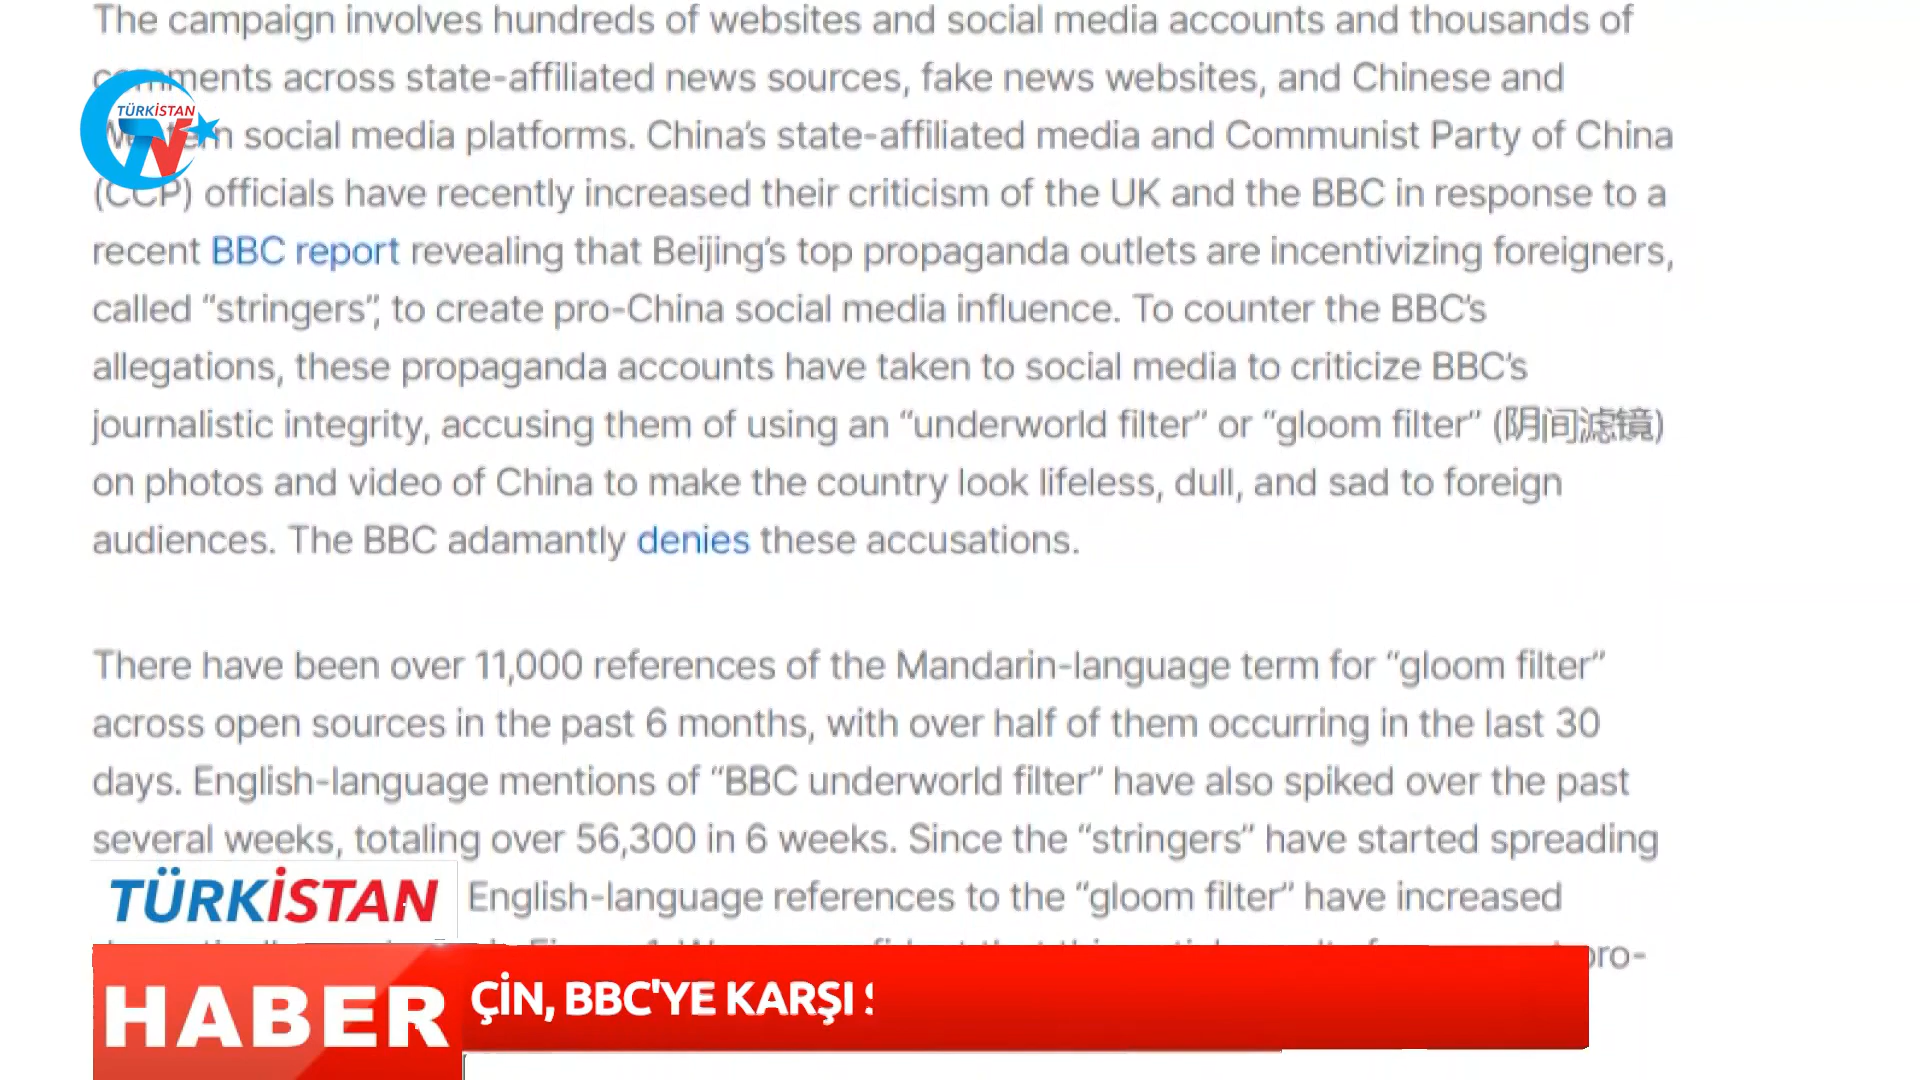 The campaign involves hundreds of websites and social media accounts and thousands of
comments across state-affiliated news sources, fake news websites, and Chinese and
TÜRKİSTAN
TV
Western social media platforms. China's state-affiliated media and Communist Party of China
(CCP) officials have recently increased their criticism of the UK and the BBC in response to a
recent BBC report revealing that Beijing's top propaganda outlets are incentivizing foreigners,
called “stringers”, to create pro-China social media influence. To counter the BBC's
allegations, these propaganda accounts have taken to social media to criticize BBC's
journalistic integrity, accusing them of using an “underworld filter” or “gloom filter” (阴间滤镜)
on photos and video of China to make the country look lifeless, dull, and sad to foreign
audiences. The BBC adamantly denies these accusations.
There have been over 11,000 references of the Mandarin-language term for “gloom filter”
across open sources in the past 6 months, with over half of them occurring in the last 30
days. English-language mentions of “BBC underworld filter” have also spiked over the past
several weeks, totaling over 56,300 in 6 weeks. Since the “stringers” have started spreading
TÜRKİSTAN
English-language references to the “gloom filter” have increased
pro-
HABER
ÇİN, BBC'YE KARŞI